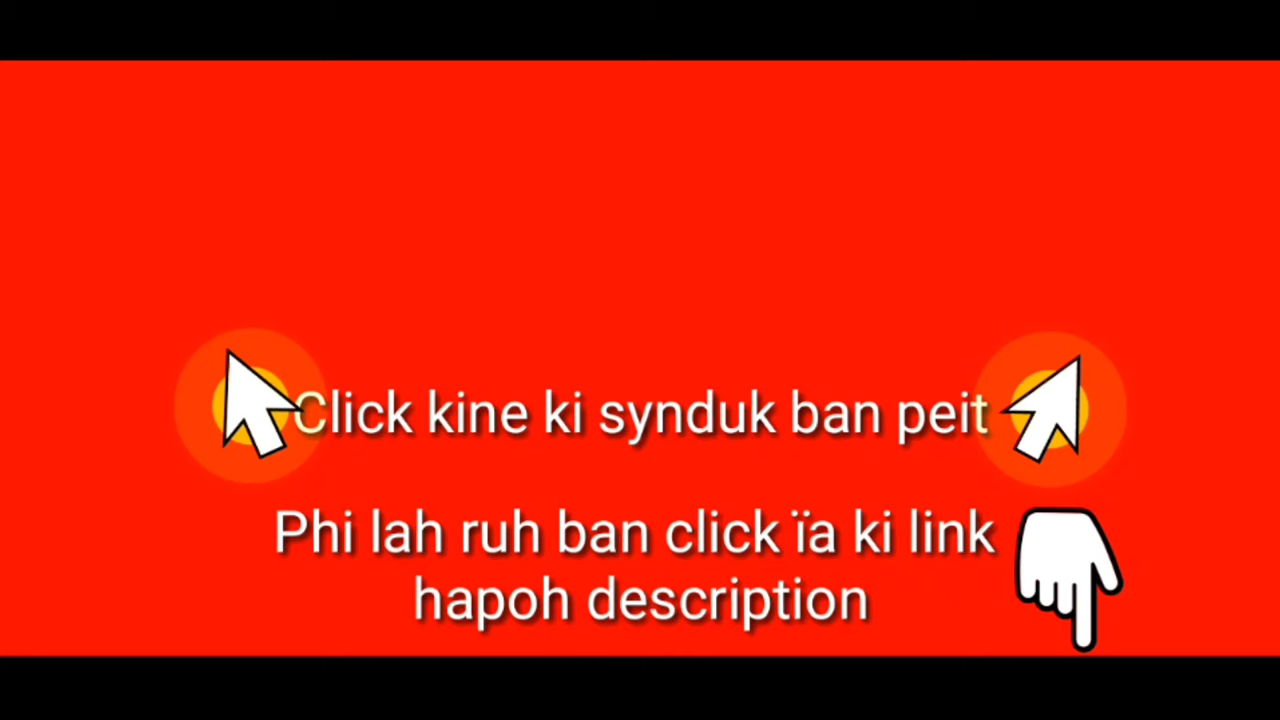 Click kine ki synduk ban peit
Phi lah ruh ban click ïa ki link
hapoh description